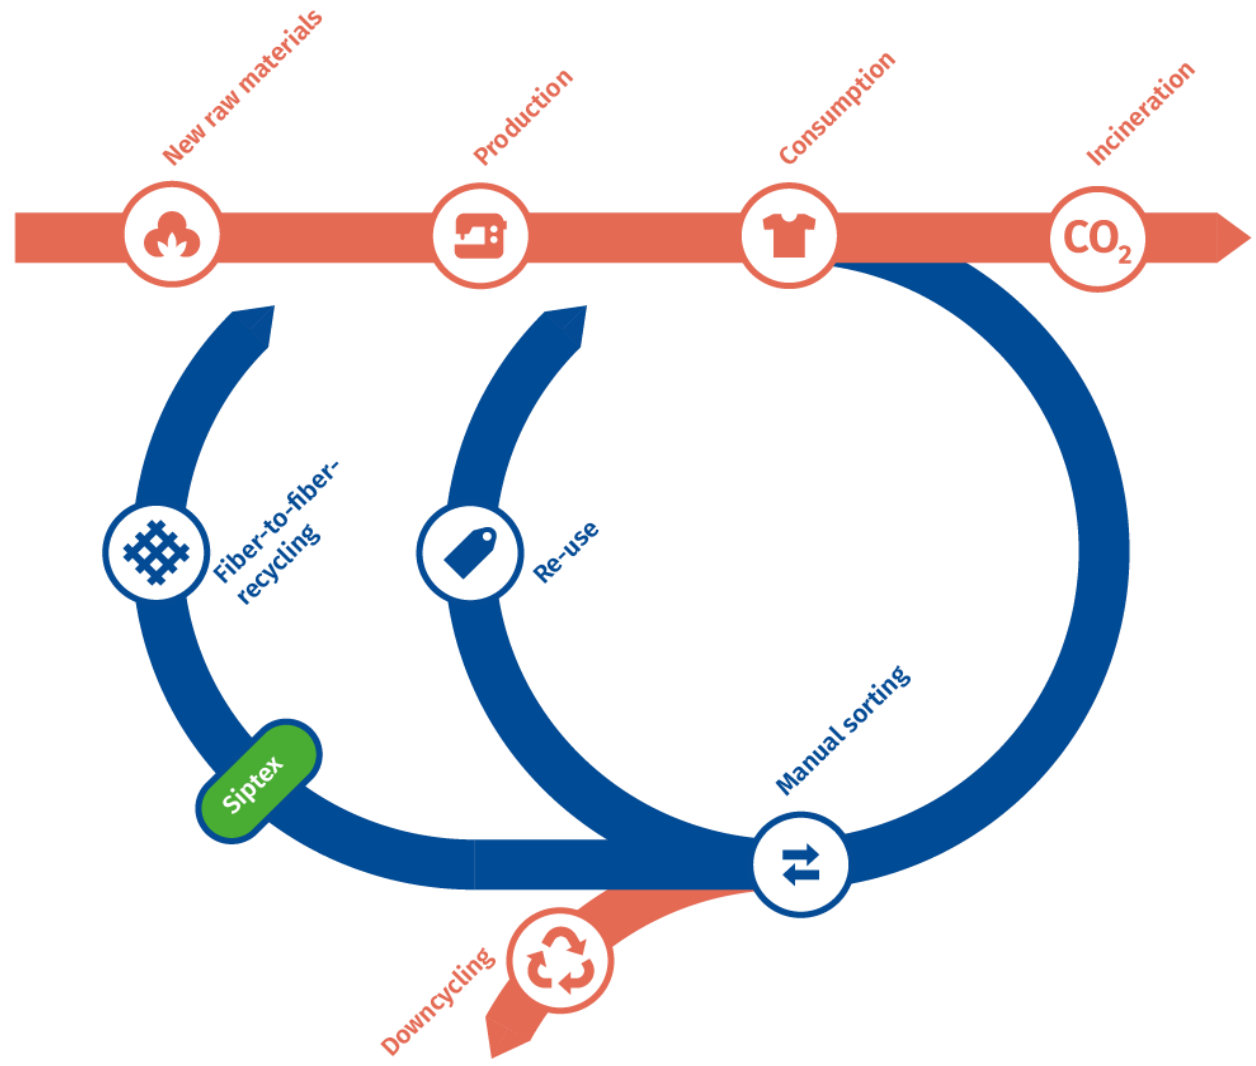 New raw materials
Production
Consumption
Incineration
CO₂
Fiber-to-fiber-
recycling
Re-use
Manual sorting
Siptex
Downcycling